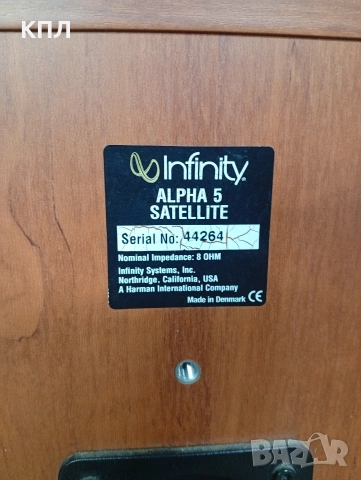 КПЛ
Infinity
ALPHA 5
SATELLITE
Serial No: 44264
Nominal Impedance: 8 OHM
Infinity Systems, Inc.
Northridge, California, USA
A Harman International Company
Made in Denmark CE
BAZAR.bg